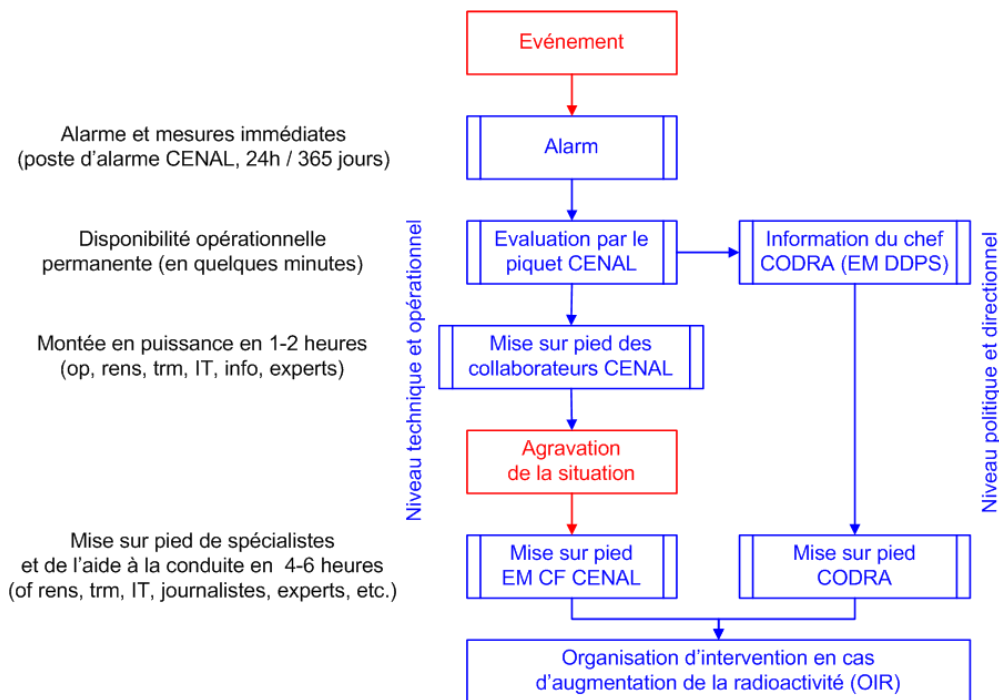 Evénement
Alarme et mesures immédiates
(poste d'alarme CENAL, 24h / 365 jours)
Alarm
Niveau technique et opérationnel
Niveau politique et directionnel
Disponibilité opérationnelle
permanente (en quelques minutes)
Evaluation par le
piquet CENAL
Information du chef
CODRA (EM DDPS)
Montée en puissance en 1-2 heures
(op, rens, trm, IT, info, experts)
Mise sur pied des
collaborateurs CENAL
Agravation
de la situation
Mise sur pied de spécialistes
et de l'aide à la conduite en  4-6 heures
(of rens, trm, IT, journalistes, experts, etc.)
Mise sur pied
EM CF CENAL
Mise sur pied
CODRA
Organisation d'intervention en cas
d'augmentation de la radioactivité (OIR)